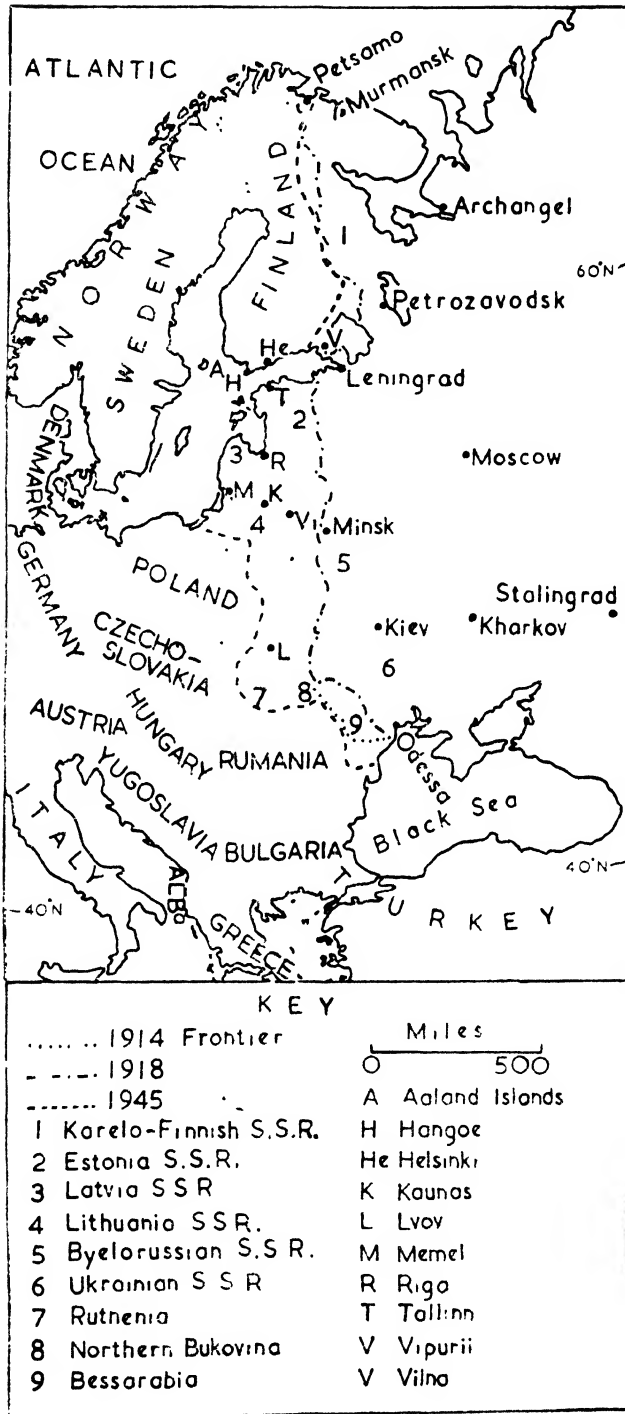 Petsamo
Murmansk
ATLANTIC
OCEAN
NORWAY
SWEDEN
FINLAND
1
Archangel
60°N
Petrozavodsk
He
V
A
H
Leningrad
T
2
DENMARK
3
R
Moscow
M
K
4
VI
Minsk
5
GERMANY
POLAND
Stalingrad
CZECHO-
SLOVAKIA
Kiev
Kharkov
L
6
7
8
9
AUSTRIA
HUNGARY
RUMANIA
Odessa
ITALY
YUGOSLAVIA
BULGARIA
Black Sea
40°N
40°N
ALB
GREECE
TURKEY
KEY
1914 Frontier
1918
1945
1 Karelo-Finnish S.S.R.
2 Estonia S.S.R.
3 Latvia S S R
4 Lithuania S S R.
5 Byelorussian S.S R.
6 Ukrainian S S R
7 Rutnenia
8 Northern Bukovina
9 Bessarabia
Miles
0 500
A Aaland Islands
H Hangoe
He Helsinki
K Kaunas
L Lvov
M Memel
R Riga
T Tallinn
V Vipurii
V Vilna